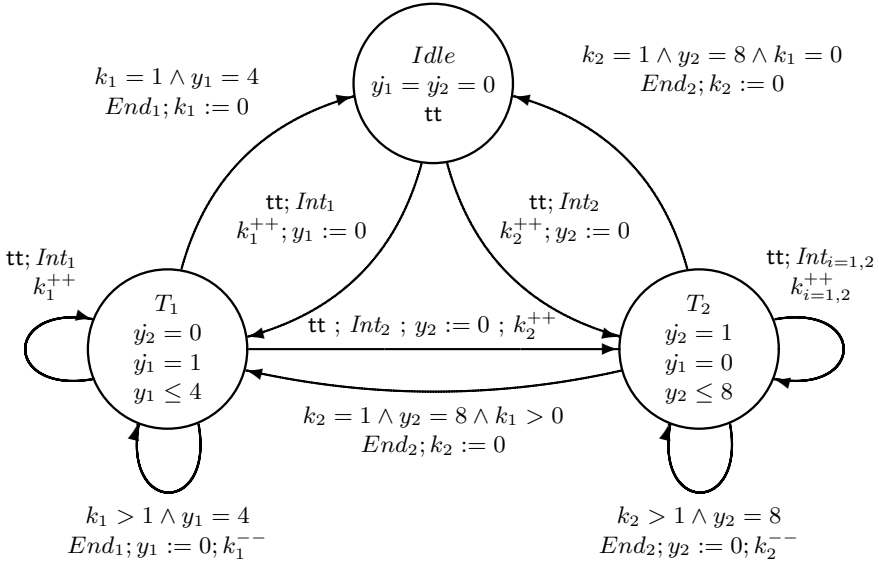 k₁ = 1 ∧ y₁ = 4
End₁; k₁ := 0
Idle
ẏ₁ = ẏ₂ = 0
tt
k₂ = 1 ∧ y₂ = 8 ∧ k₁ = 0
End₂; k₂ := 0
tt; Int₁
k₁⁺⁺; y₁ := 0
tt; Int₂
k₂⁺⁺; y₂ := 0
tt; Int₁
k₁⁺⁺
tt; Intᵢ₌₁,₂
kᵢ₌₁,₂⁺⁺
T₁
ẏ₂ = 0
ẏ₁ = 1
y₁ ≤ 4
tt ; Int₂ ; y₂ := 0 ; k₂⁺⁺
T₂
ẏ₂ = 1
ẏ₁ = 0
y₂ ≤ 8
k₂ = 1 ∧ y₂ = 8 ∧ k₁ > 0
End₂; k₂ := 0
k₁ > 1 ∧ y₁ = 4
End₁; y₁ := 0; k₁⁻⁻
k₂ > 1 ∧ y₂ = 8
End₂; y₂ := 0; k₂⁻⁻